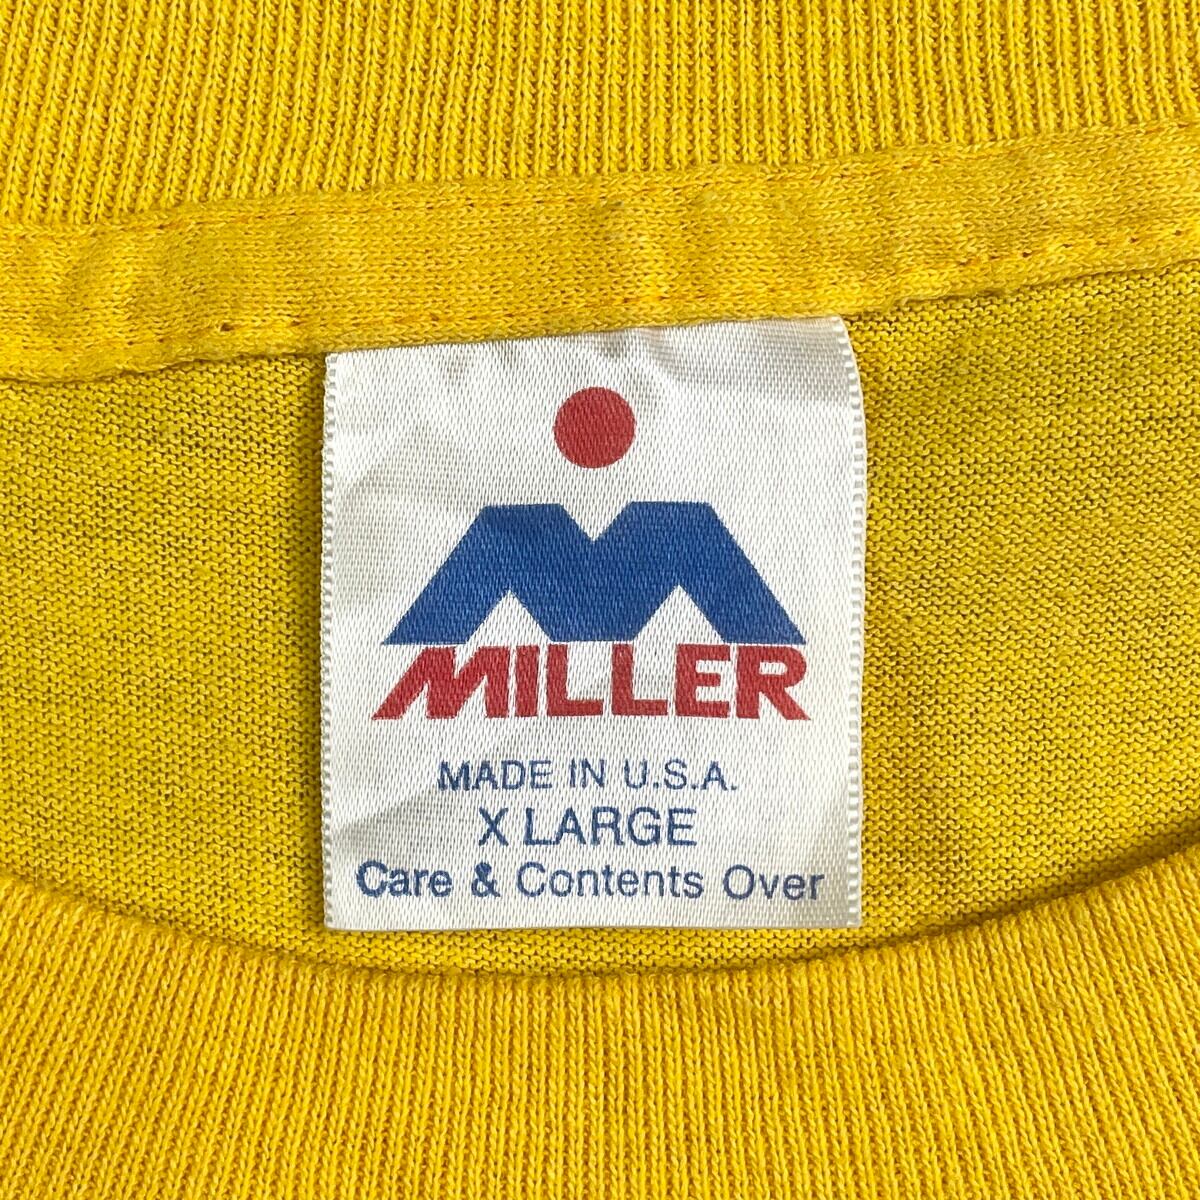 MILLER
MADE IN U.S.A.
X LARGE
Care & Contents Over